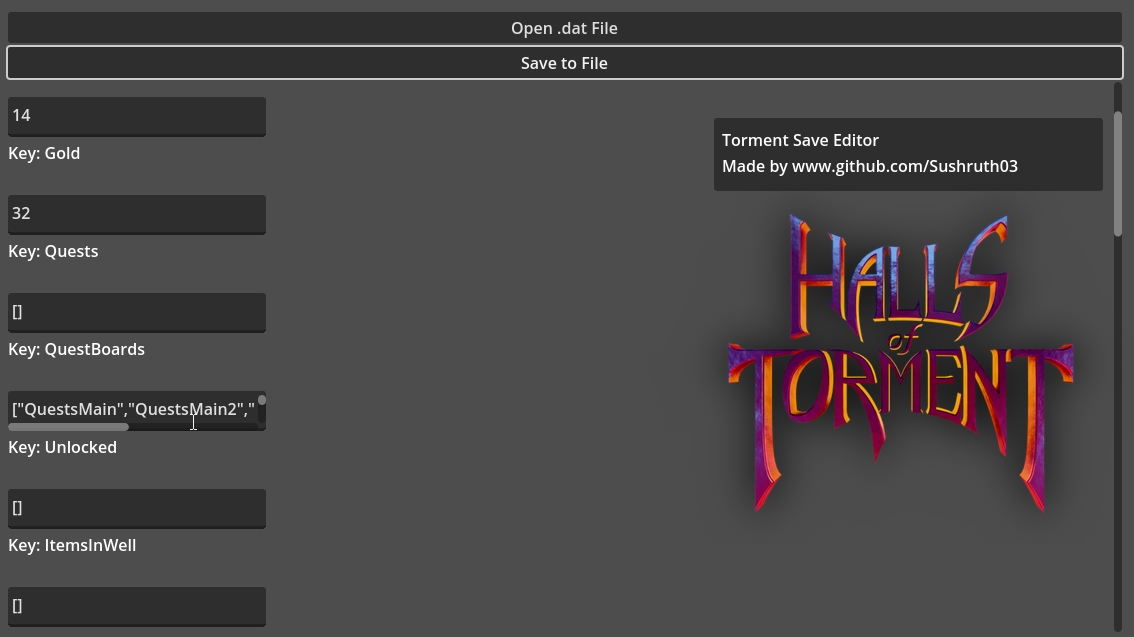 Open .dat File
Save to File
14
Key: Gold
32
Key: Quests
[]
Key: QuestBoards
["QuestsMain","QuestsMain2","
Key: Unlocked
[]
Key: ItemsInWell
[]
Torment Save Editor
Made by www.github.com/Sushruth03
HALLS
of
TORMENT